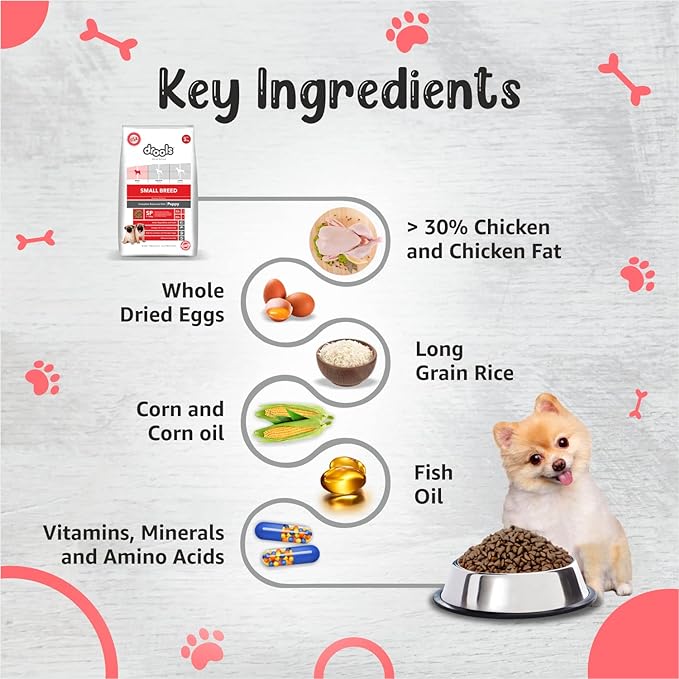 Key Ingredients
drools
SMALL BREED
Puppy
SP
> 30% Chicken
and Chicken Fat
Whole
Dried Eggs
Long
Grain Rice
Corn and
Corn oil
Fish
Oil
Vitamins, Minerals
and Amino Acids